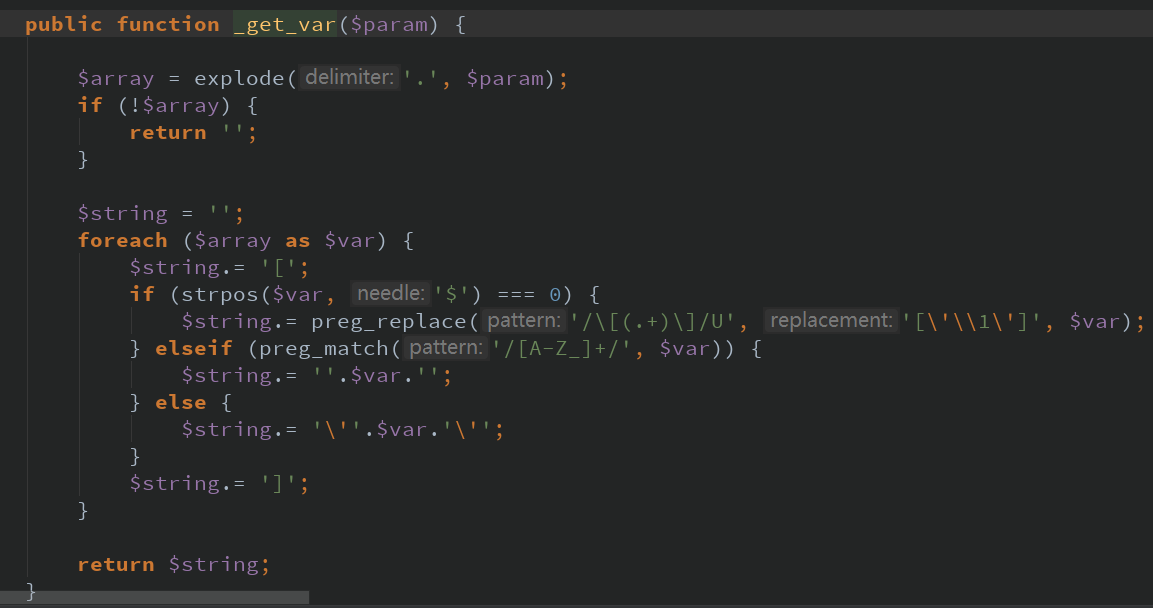 public function _get_var($param) {
$array = explode( delimiter: '.', $param);
if (!$array) {
return '';
}
$string = '';
foreach ($array as $var) {
$string.= '[';
if (strpos($var, needle: '$') === 0) {
$string.= preg_replace( pattern: '/\[(.+)\]/U', replacement: '[\'\\1\']', $var);
} elseif (preg_match( pattern: '/[A-Z_]+/', $var)) {
$string.= ''.$var.'';
} else {
$string.= '\''.$var.'\'';
}
$string.= ']';
}
return $string;
}